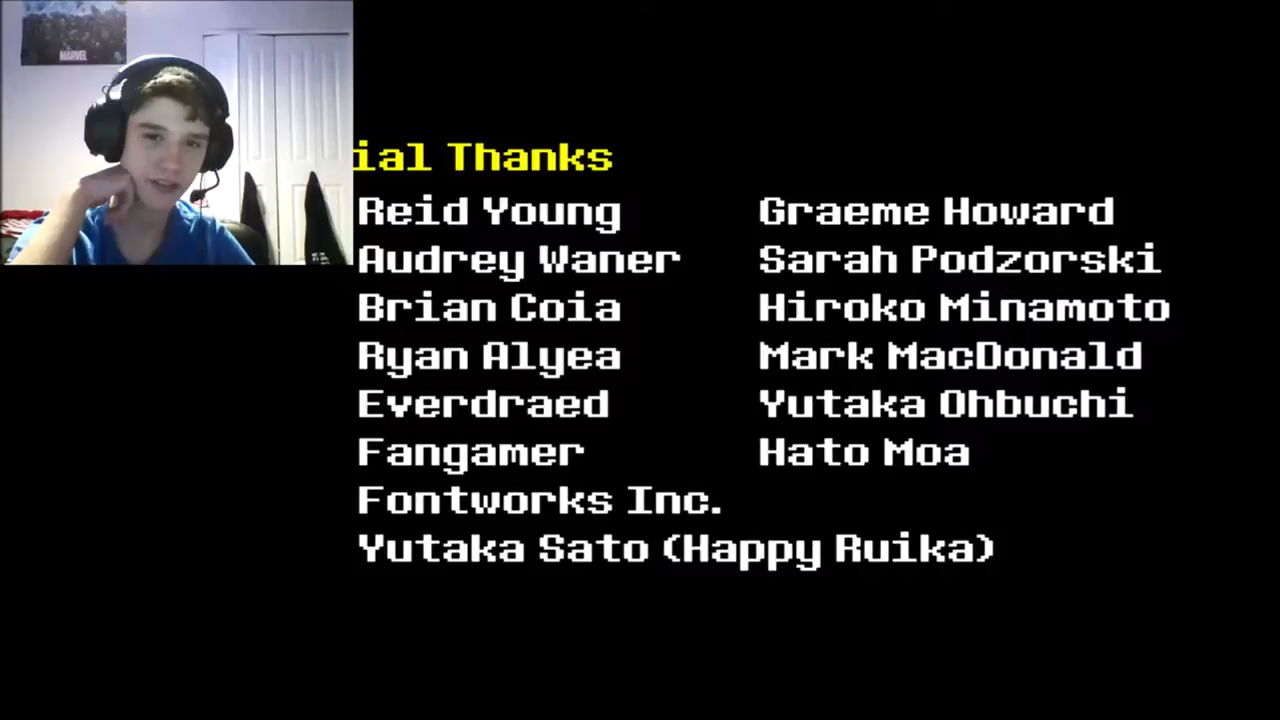 MARVEL
ial Thanks
Reid Young Graeme Howard
Audrey Waner Sarah Podzorski
Brian Coia Hiroko Minamoto
Ryan Alyea Mark MacDonald
Everdraed Yutaka Ohbuchi
Fangamer Hato Moa
Fontworks Inc.
Yutaka Sato (Happy Ruika)